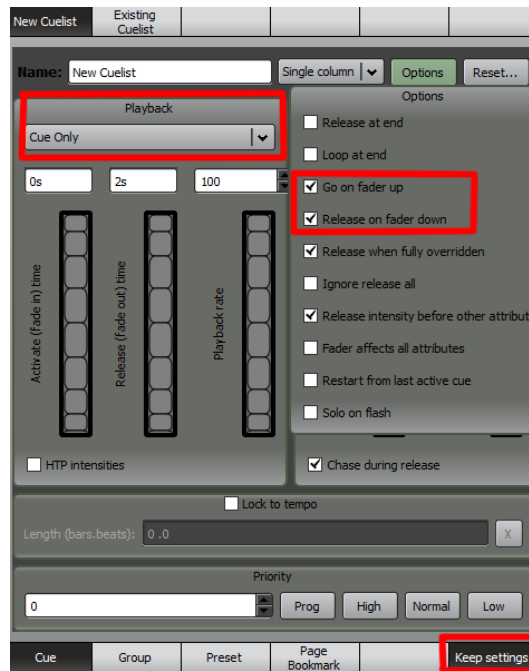 New Cuelist
Existing
Cuelist
Name:
New Cuelist
Single column
Options
Reset...
Playback
Cue Only
0s
2s
100
Activate (fade in) time
Release (fade out) time
Playback rate
HTP intensities
Options
Release at end
Loop at end
Go on fader up
Release on fader down
Release when fully overridden
Ignore release all
Release intensity before other attribut
Fader affects all attributes
Restart from last active cue
Solo on flash
Chase during release
Lock to tempo
Length (bars.beats):
0 .0
X
Priority
0
Prog
High
Normal
Low
Cue
Group
Preset
Page
Bookmark
Keep settings